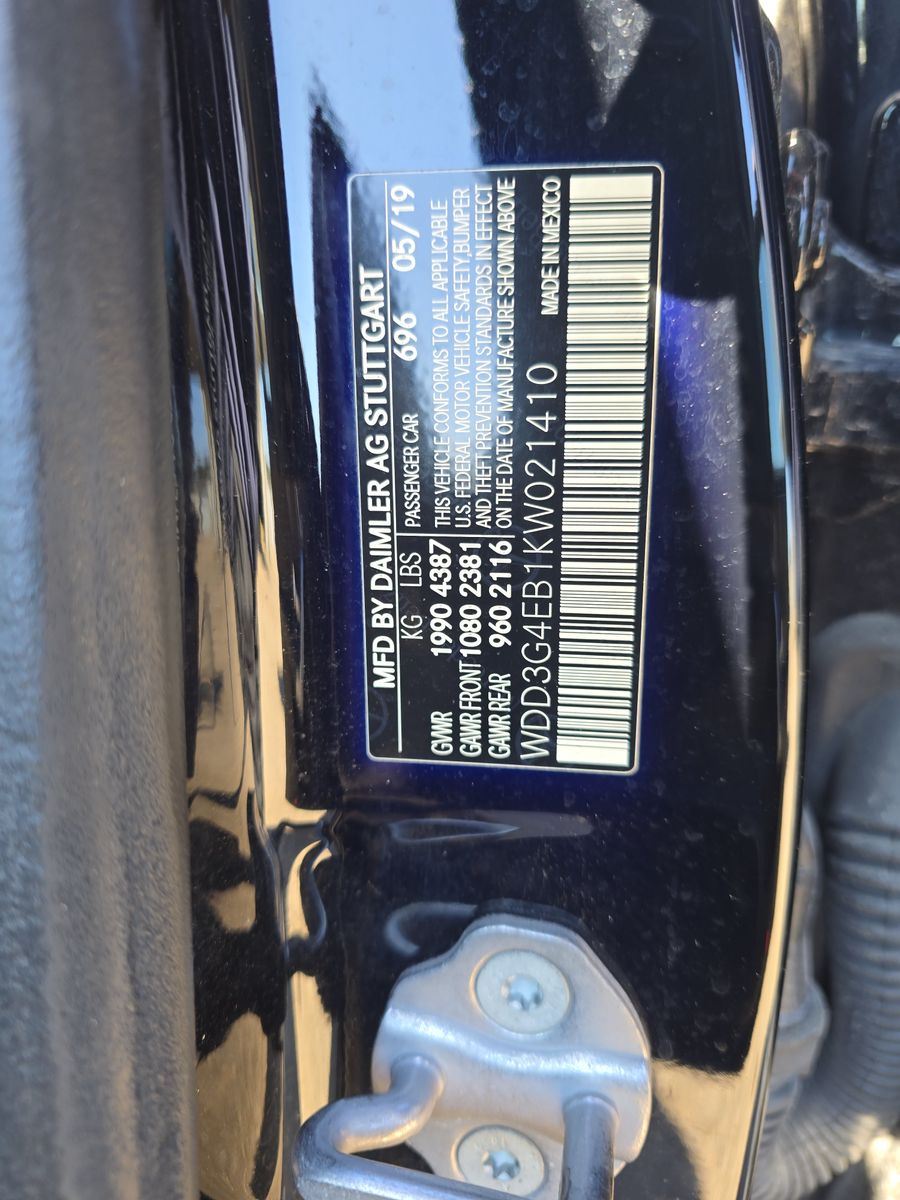 MFD BY DAIMLER AG STUTTGART
KG LBS PASSENGER CAR 696 05/19
GVWR 1990 4387 THIS VEHICLE CONFORMS TO ALL APPLICABLE
GAWR FRONT 1080 2381 U.S. FEDERAL MOTOR VEHICLE SAFETY,BUMPER
GAWR REAR 960 2116 AND THEFT PREVENTION STANDARDS IN EFFECT
ON THE DATE OF MANUFACTURE SHOWN ABOVE
WDD3G4EB1KW021410 MADE IN MEXICO